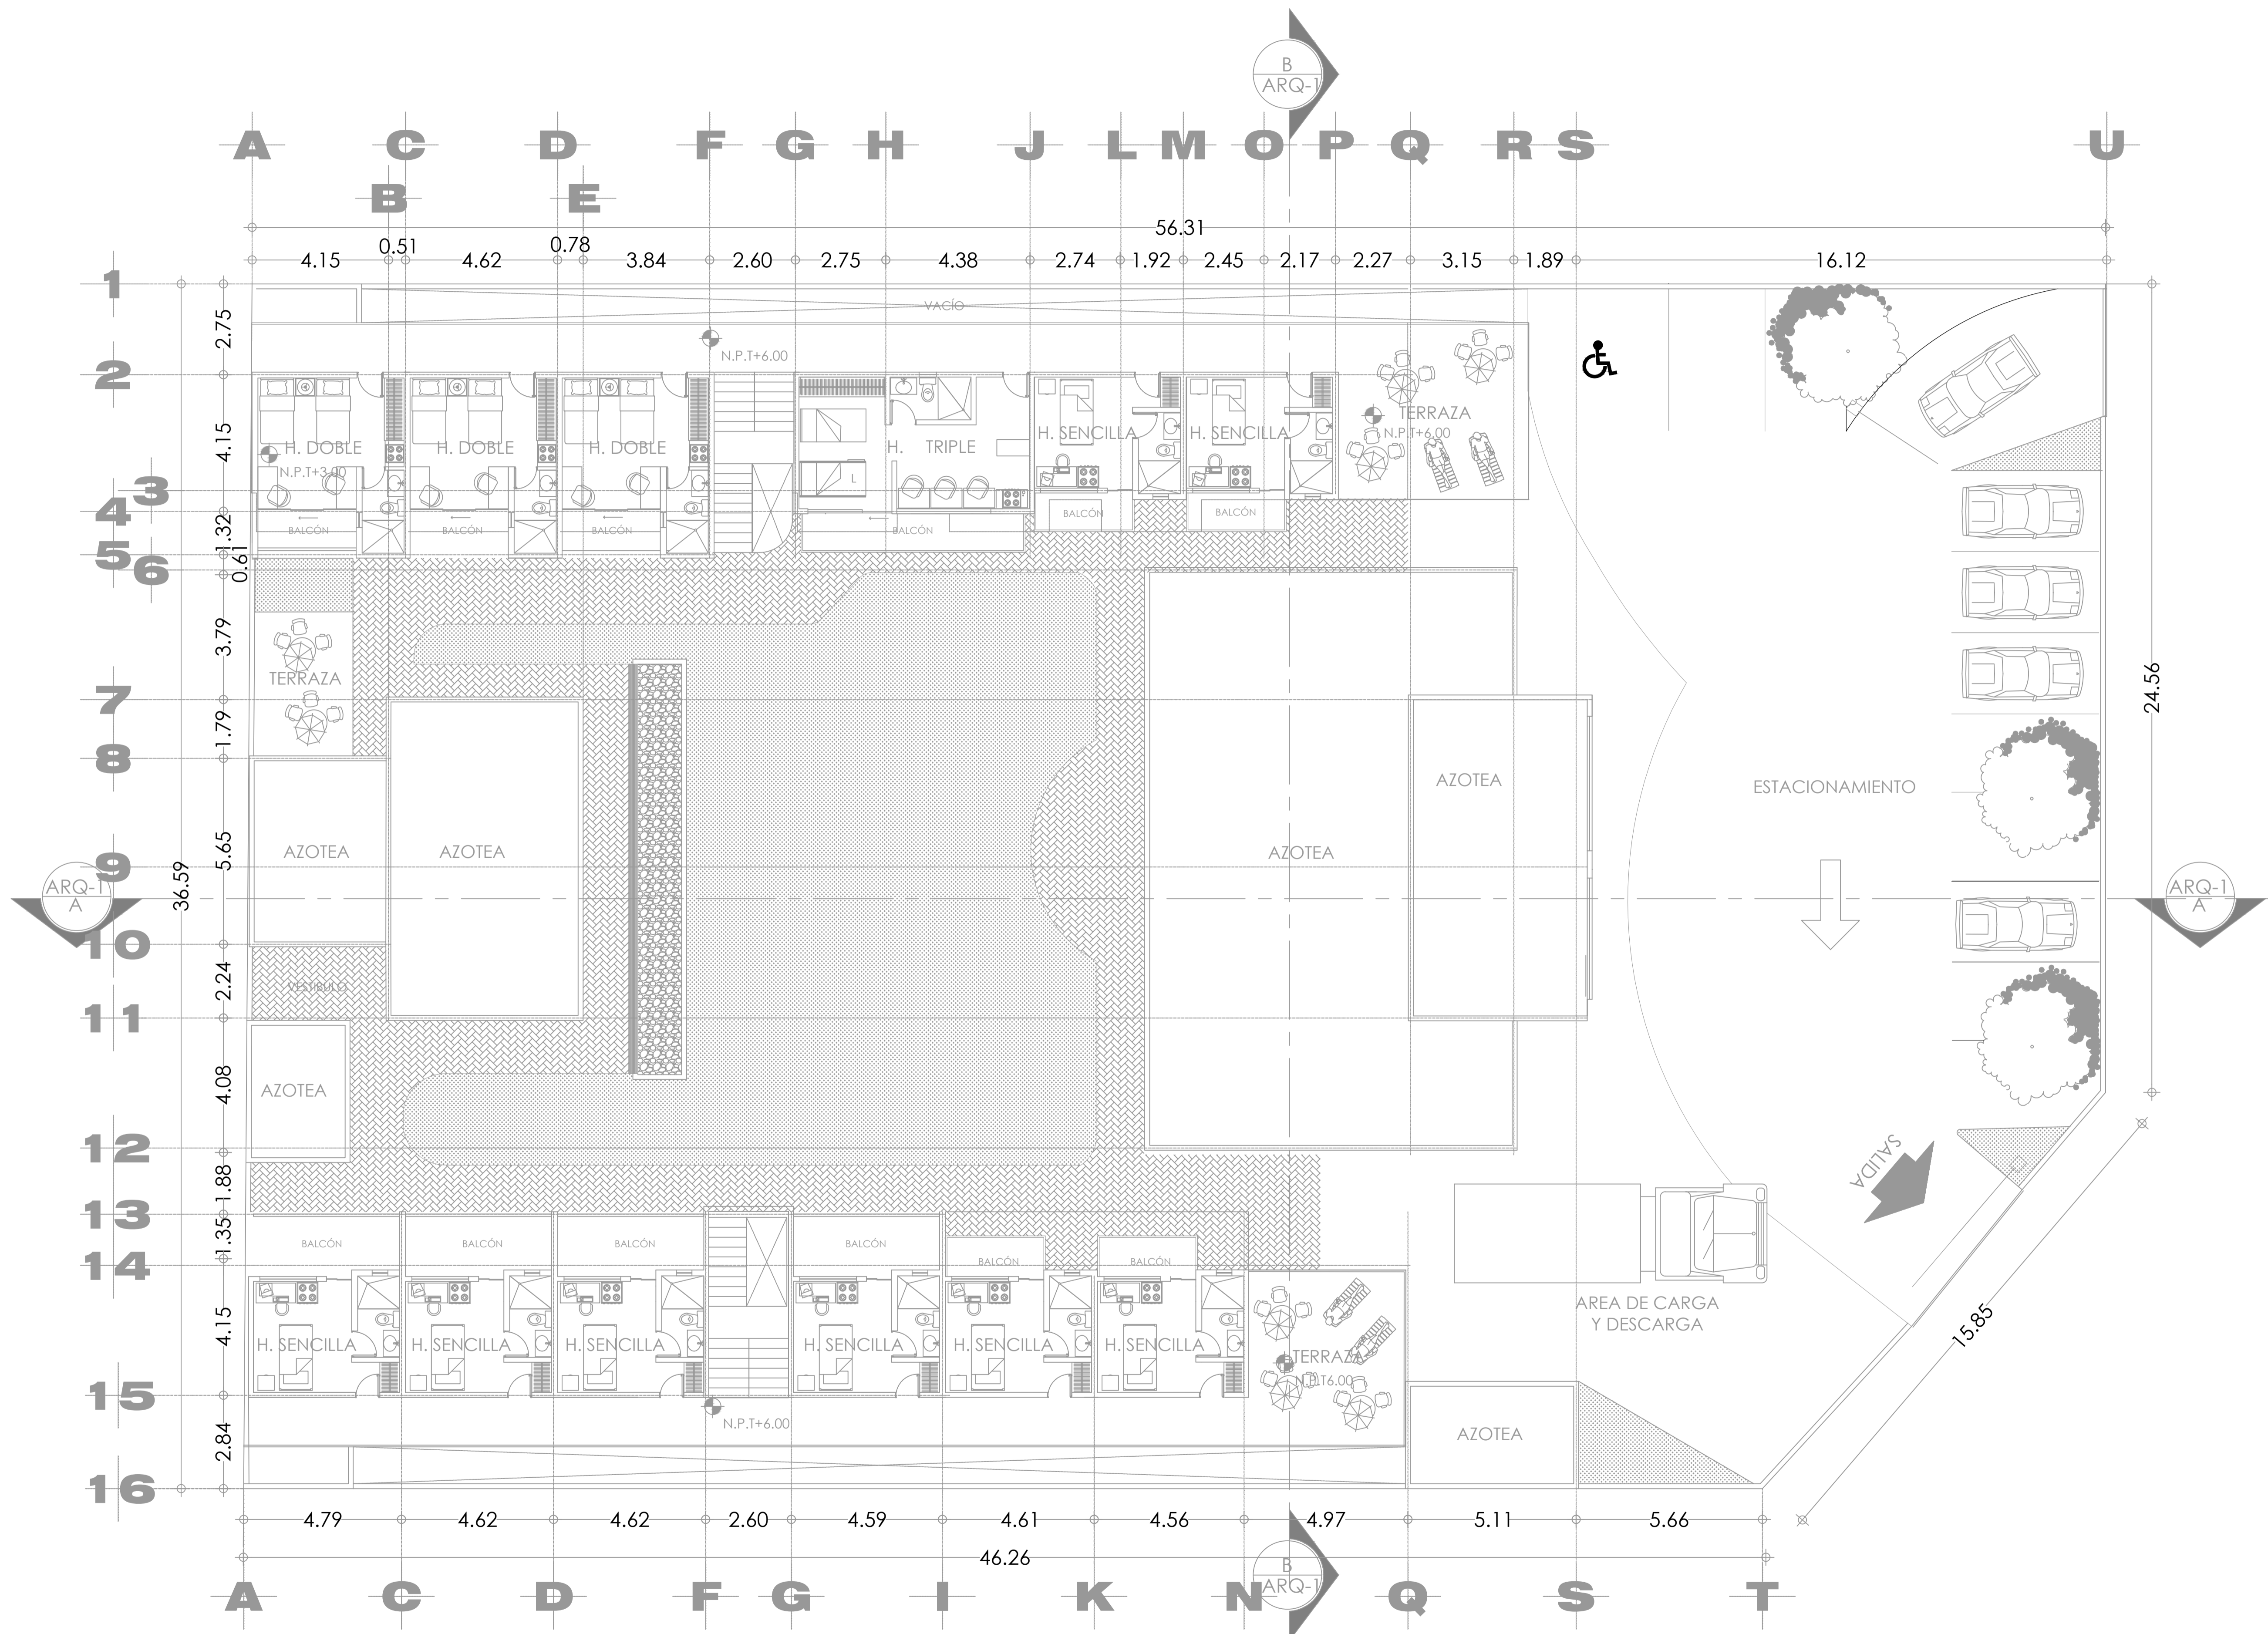 B
ARQ-1
A C D F G H J L M O P Q R S U
B E
56.31
0.51 0.78
4.15 4.62 3.84 2.60 2.75 4.38 2.74 1.92 2.45 2.17 2.27 3.15 1.89 16.12
1
VACÍO
2.75
N.P.T+6.00
2
TERRAZA
N.P.T+6.00
H. SENCILLA H. SENCILLA
4.15
H. DOBLE H. DOBLE H. DOBLE H. TRIPLE
N.P.T+3.00
L
3
4
BALCÓN BALCÓN
1.32
BALCÓN BALCÓN BALCÓN BALCÓN
5
6
0.61
3.79
TERRAZA
24.56
7
1.79
8
AZOTEA
ESTACIONAMIENTO
5.65
AZOTEA AZOTEA AZOTEA
9
36.59
ARQ-1
A
ARQ-1
A
10
2.24
VESTIBULO
11
4.08
AZOTEA
12
SALIDA
1.88
13
1.35
BALCÓN BALCÓN BALCÓN BALCÓN
BALCÓN BALCÓN
14
AREA DE CARGA
Y DESCARGA
4.15
15.85
H. SENCILLA H. SENCILLA H. SENCILLA H. SENCILLA H. SENCILLA H. SENCILLA
TERRAZA
15
N.P.T+6.00
2.84
AZOTEA
16
4.79 4.62 4.62 2.60 4.59 4.61 4.56 4.97 5.11 5.66
46.26
B
ARQ-1
A C D F G I K N Q S T